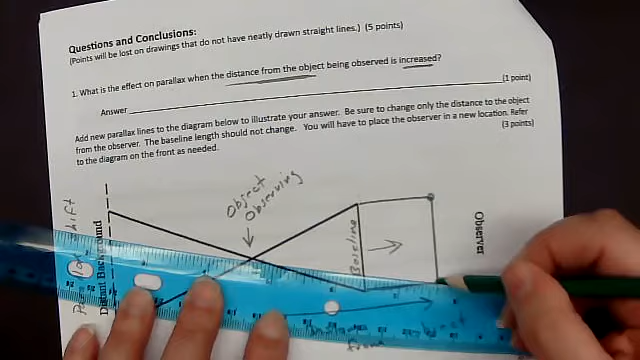 Questions and Conclusions:
(Points will be lost on drawings that do not have neatly drawn straight lines.) (5 points)
1. What is the effect on parallax when the distance from the object being observed is increased?
Answer (1 point)
Add new parallax lines to the diagram below to illustrate your answer. Be sure to change only the distance to the object
from the observer. The baseline length should not change. You will have to place the observer in a new location. Refer
to the diagram on the front as needed. (3 points)
Object
Observing
Distant Background
Baseline
Observer